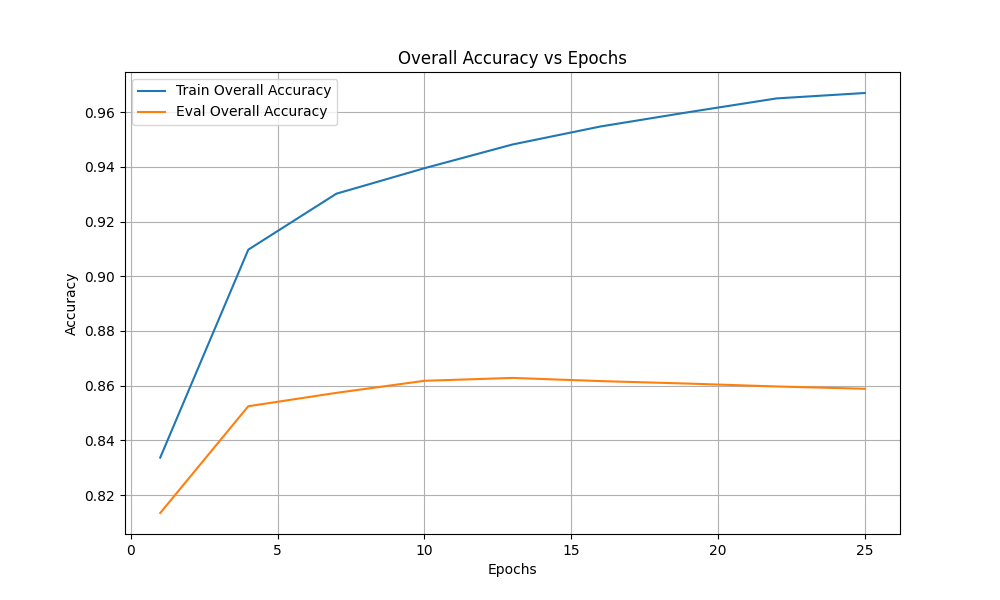 Overall Accuracy vs Epochs
Train Overall Accuracy
Eval Overall Accuracy
0.96
0.94
0.92
0.90
0.88
0.86
0.84
0.82
Accuracy
0 5 10 15 20 25
Epochs